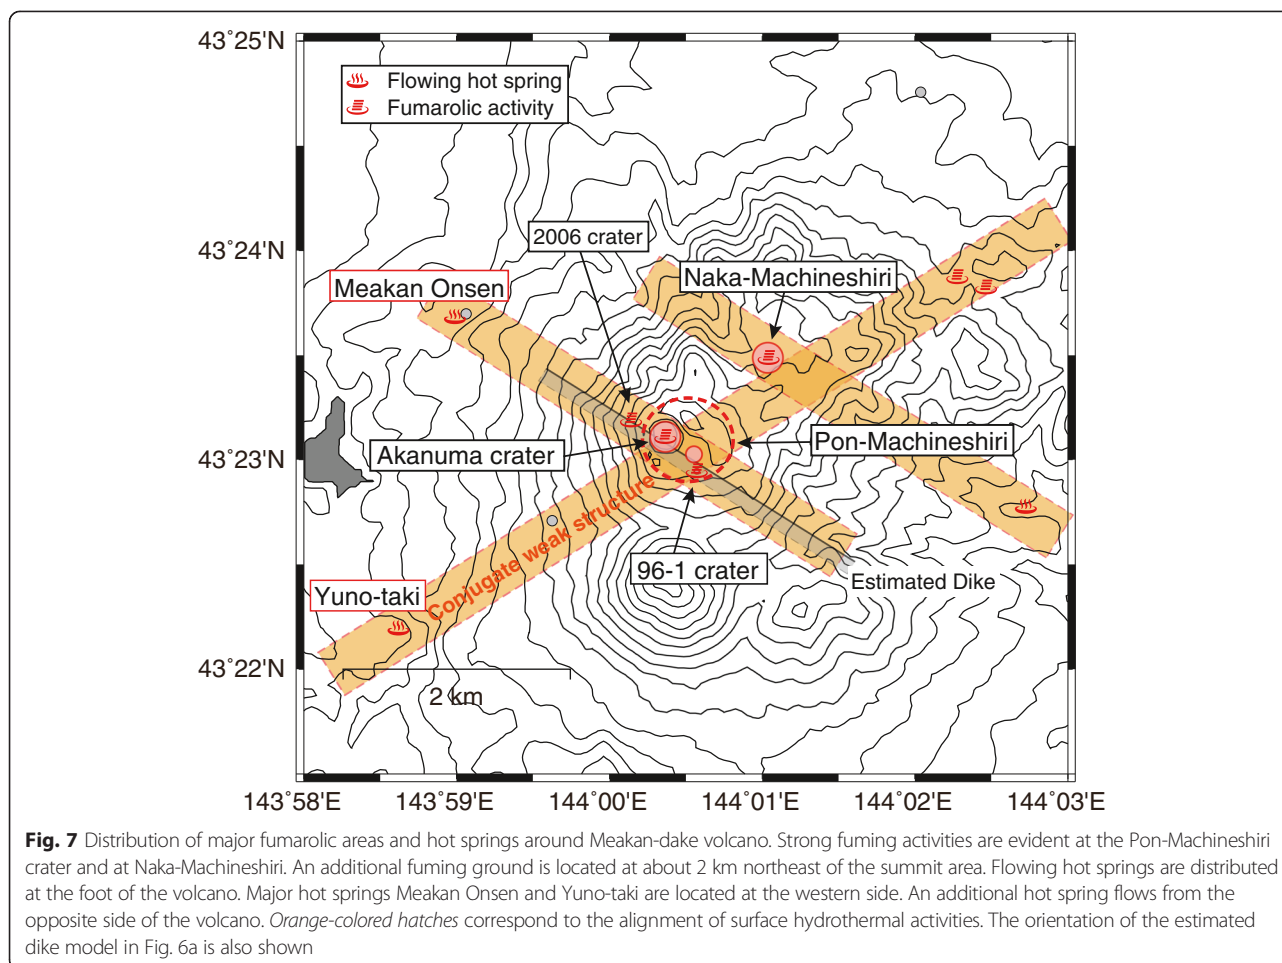 43°25'N
Flowing hot spring
Fumarolic activity
2006 crater
43°24'N
Naka-Machineshiri
Meakan Onsen
Akanuma crater
Pon-Machineshiri
43°23'N
Conjugate weak structure
96-1 crater
Estimated Dike
Yuno-taki
43°22'N
2 km
143°58'E 143°59'E 144°00'E 144°01'E 144°02'E 144°03'E
Fig. 7 Distribution of major fumarolic areas and hot springs around Meakan-dake volcano. Strong fuming activities are evident at the Pon-Machineshiri
crater and at Naka-Machineshiri. An additional fuming ground is located at about 2 km northeast of the summit area. Flowing hot springs are distributed
at the foot of the volcano. Major hot springs Meakan Onsen and Yuno-taki are located at the western side. An additional hot spring flows from the
opposite side of the volcano. Orange-colored hatches correspond to the alignment of surface hydrothermal activities. The orientation of the estimated
dike model in Fig. 6a is also shown